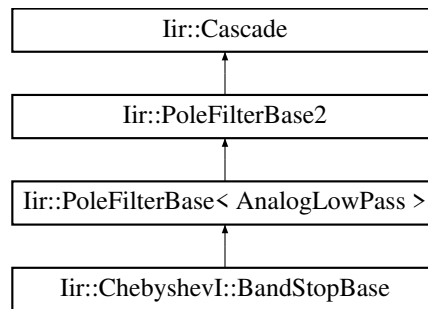 Iir::Cascade
Iir::PoleFilterBase2
Iir::PoleFilterBase< AnalogLowPass >
Iir::ChebyshevI::BandStopBase